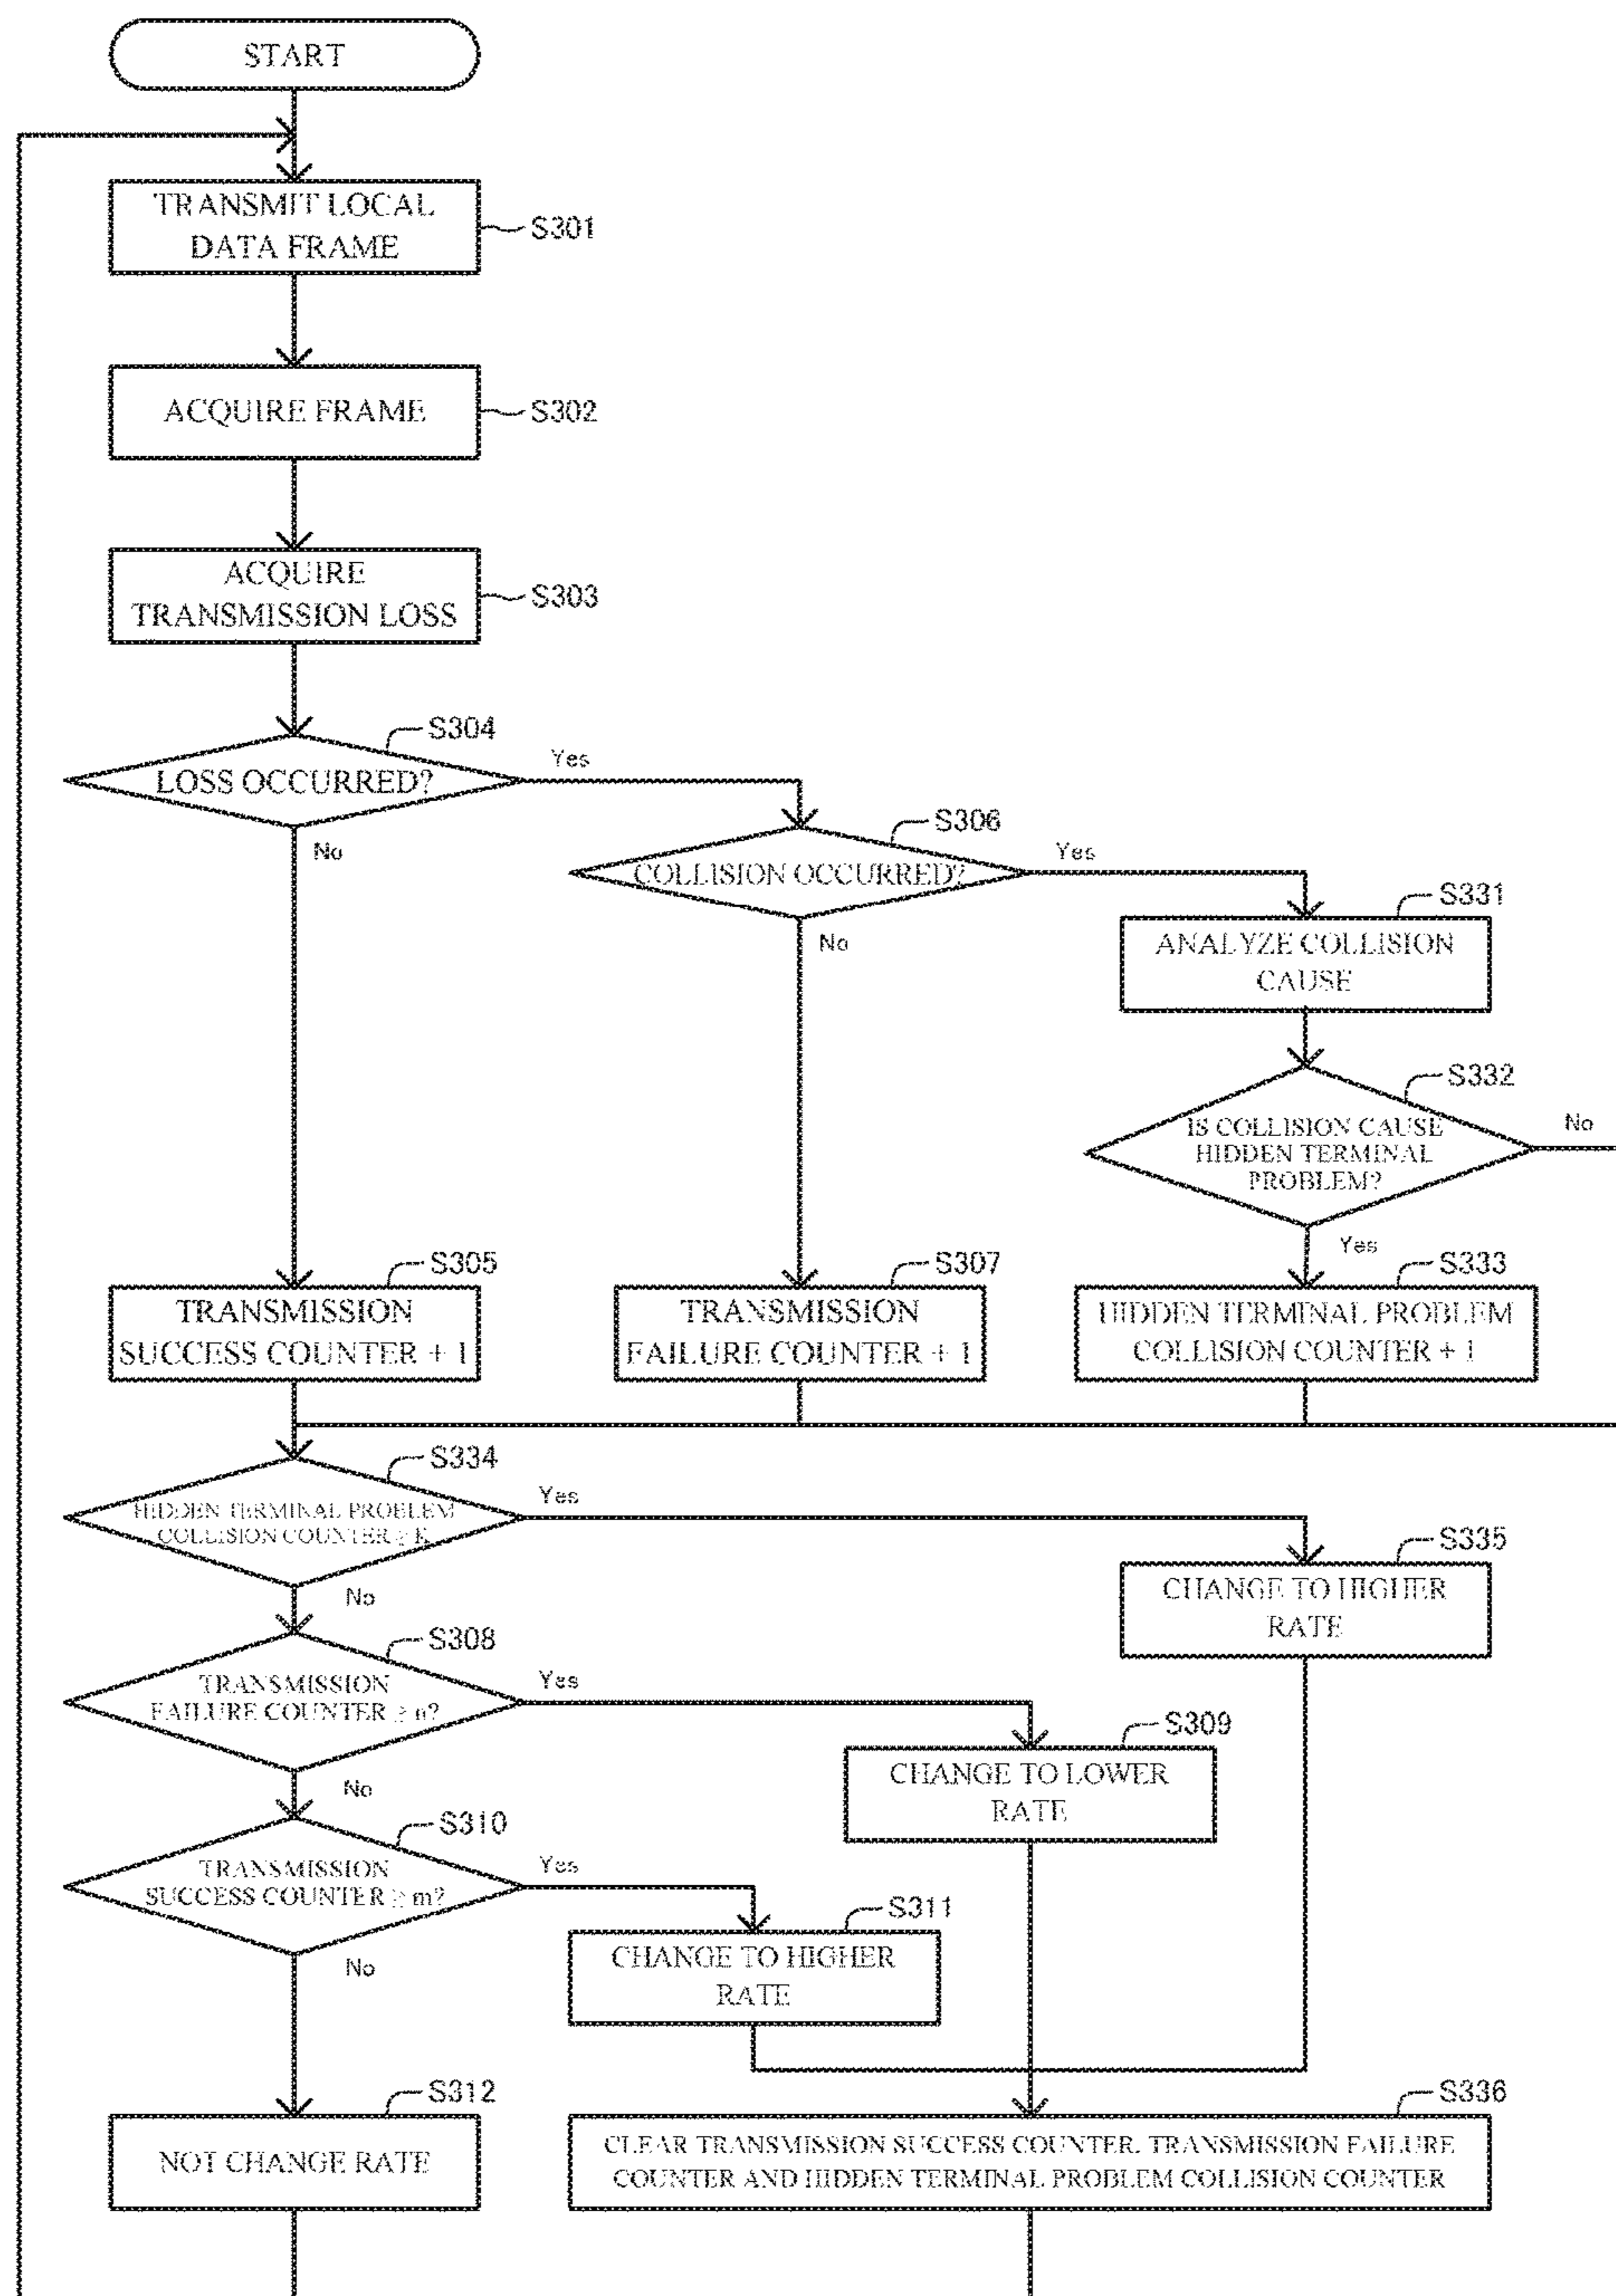 START
TRANSMIT LOCAL
DATA FRAME
S301
ACQUIRE FRAME
S302
ACQUIRE
TRANSMISSION LOSS
S303
S304
LOSS OCCURRED?
Yes
No
S306
COLLISION OCCURRED?
Yes
No
S331
ANALYZE COLLISION
CAUSE
S332
IS COLLISION CAUSE
HIDDEN TERMINAL
PROBLEM?
No
Yes
S305
TRANSMISSION
SUCCESS COUNTER + 1
S307
TRANSMISSION
FAILURE COUNTER + 1
S333
HIDDEN TERMINAL PROBLEM
COLLISION COUNTER + 1
S334
HIDDEN TERMINAL PROBLEM
COLLISION COUNTER ≥ K
Yes
No
S335
CHANGE TO HIGHER
RATE
S308
TRANSMISSION
FAILURE COUNTER ≥ n?
Yes
No
S309
CHANGE TO LOWER
RATE
S310
TRANSMISSION
SUCCESS COUNTER ≥ m?
Yes
No
S311
CHANGE TO HIGHER
RATE
S312
NOT CHANGE RATE
S336
CLEAR TRANSMISSION SUCCESS COUNTER, TRANSMISSION FAILURE
COUNTER AND HIDDEN TERMINAL PROBLEM COLLISION COUNTER